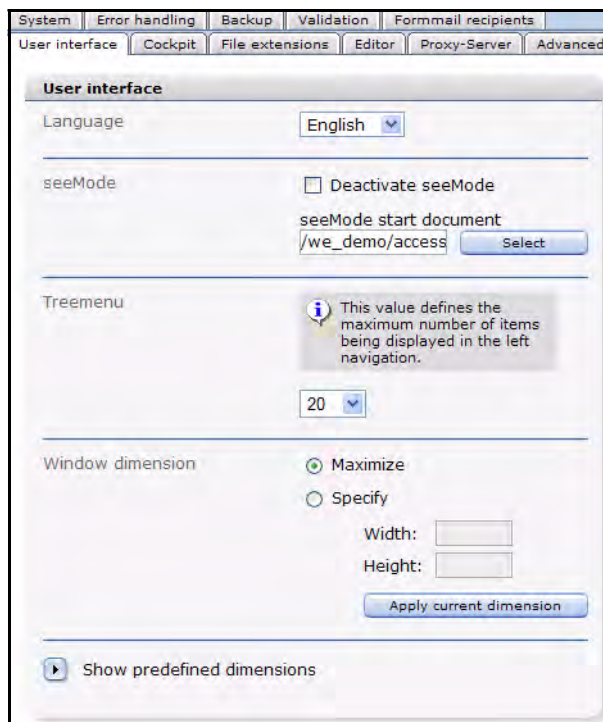 System Error handling Backup Validation Formmail recipients
User interface Cockpit File extensions Editor Proxy-Server Advanced
User interface
Language
English
seeMode
Deactivate seeMode
seeMode start document
/we_demo/access Select
Treemenu
This value defines the
maximum number of items
being displayed in the left
navigation.
20
Window dimension
Maximize
Specify
Width:
Height:
Apply current dimension
Show predefined dimensions